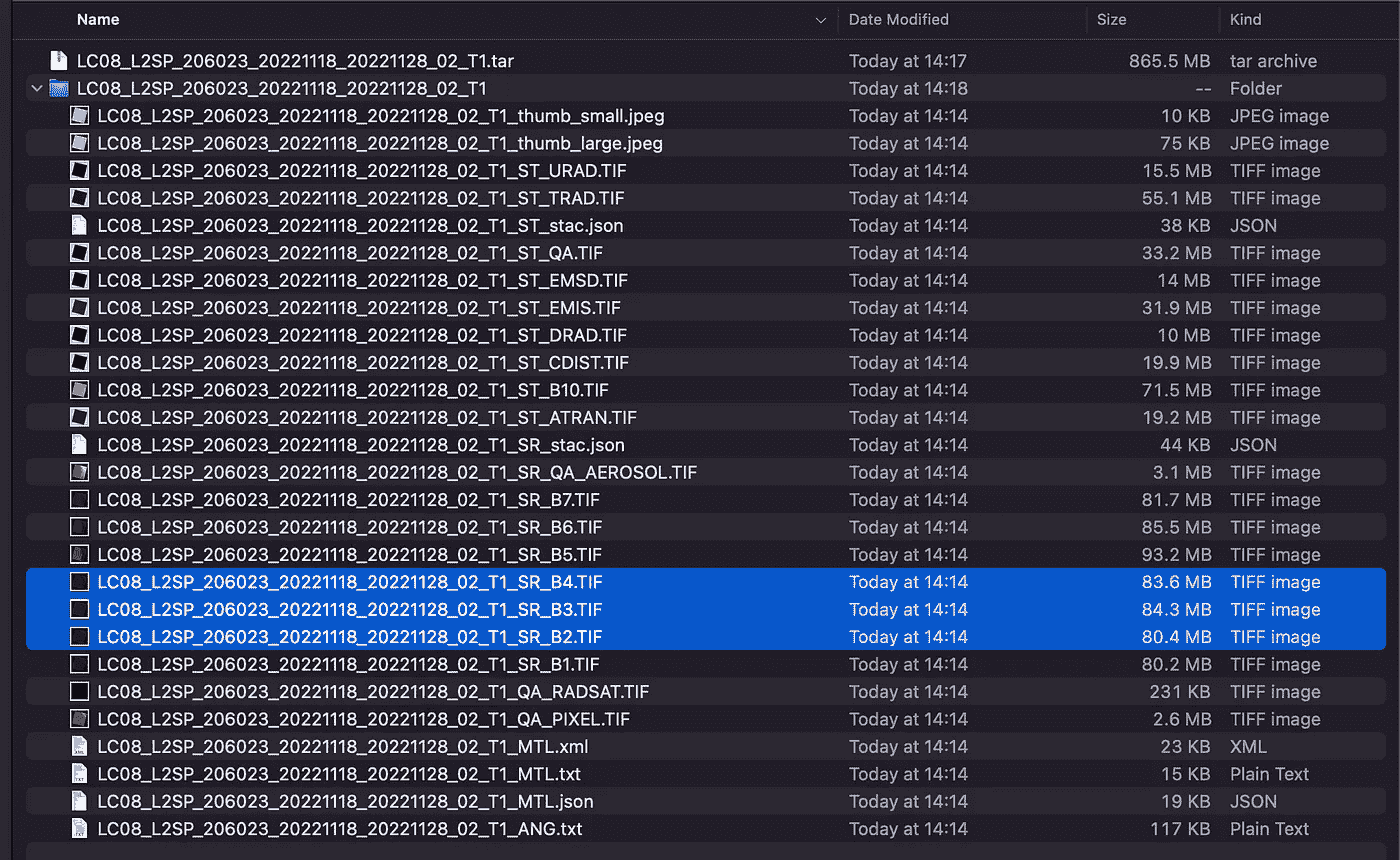 Name Date Modified Size Kind
LC08_L2SP_206023_20221118_20221128_02_T1.tar Today at 14:17 865.5 MB tar archive
LC08_L2SP_206023_20221118_20221128_02_T1 Today at 14:18 -- Folder
LC08_L2SP_206023_20221118_20221128_02_T1_thumb_small.jpeg Today at 14:14 10 KB JPEG image
LC08_L2SP_206023_20221118_20221128_02_T1_thumb_large.jpeg Today at 14:14 75 KB JPEG image
LC08_L2SP_206023_20221118_20221128_02_T1_ST_URAD.TIF Today at 14:14 15.5 MB TIFF image
LC08_L2SP_206023_20221118_20221128_02_T1_ST_TRAD.TIF Today at 14:14 55.1 MB TIFF image
LC08_L2SP_206023_20221118_20221128_02_T1_ST_stac.json Today at 14:14 38 KB JSON
LC08_L2SP_206023_20221118_20221128_02_T1_ST_QA.TIF Today at 14:14 33.2 MB TIFF image
LC08_L2SP_206023_20221118_20221128_02_T1_ST_EMSD.TIF Today at 14:14 14 MB TIFF image
LC08_L2SP_206023_20221118_20221128_02_T1_ST_EMIS.TIF Today at 14:14 31.9 MB TIFF image
LC08_L2SP_206023_20221118_20221128_02_T1_ST_DRAD.TIF Today at 14:14 10 MB TIFF image
LC08_L2SP_206023_20221118_20221128_02_T1_ST_CDIST.TIF Today at 14:14 19.9 MB TIFF image
LC08_L2SP_206023_20221118_20221128_02_T1_ST_B10.TIF Today at 14:14 71.5 MB TIFF image
LC08_L2SP_206023_20221118_20221128_02_T1_ST_ATRAN.TIF Today at 14:14 19.2 MB TIFF image
LC08_L2SP_206023_20221118_20221128_02_T1_SR_stac.json Today at 14:14 44 KB JSON
LC08_L2SP_206023_20221118_20221128_02_T1_SR_QA_AEROSOL.TIF Today at 14:14 3.1 MB TIFF image
LC08_L2SP_206023_20221118_20221128_02_T1_SR_B7.TIF Today at 14:14 81.7 MB TIFF image
LC08_L2SP_206023_20221118_20221128_02_T1_SR_B6.TIF Today at 14:14 85.5 MB TIFF image
LC08_L2SP_206023_20221118_20221128_02_T1_SR_B5.TIF Today at 14:14 93.2 MB TIFF image
LC08_L2SP_206023_20221118_20221128_02_T1_SR_B4.TIF Today at 14:14 83.6 MB TIFF image
LC08_L2SP_206023_20221118_20221128_02_T1_SR_B3.TIF Today at 14:14 84.3 MB TIFF image
LC08_L2SP_206023_20221118_20221128_02_T1_SR_B2.TIF Today at 14:14 80.4 MB TIFF image
LC08_L2SP_206023_20221118_20221128_02_T1_SR_B1.TIF Today at 14:14 80.2 MB TIFF image
LC08_L2SP_206023_20221118_20221128_02_T1_QA_RADSAT.TIF Today at 14:14 231 KB TIFF image
LC08_L2SP_206023_20221118_20221128_02_T1_QA_PIXEL.TIF Today at 14:14 2.6 MB TIFF image
LC08_L2SP_206023_20221118_20221128_02_T1_MTL.xml Today at 14:14 23 KB XML
LC08_L2SP_206023_20221118_20221128_02_T1_MTL.txt Today at 14:14 15 KB Plain Text
LC08_L2SP_206023_20221118_20221128_02_T1_MTL.json Today at 14:14 19 KB JSON
LC08_L2SP_206023_20221118_20221128_02_T1_ANG.txt Today at 14:14 117 KB Plain Text